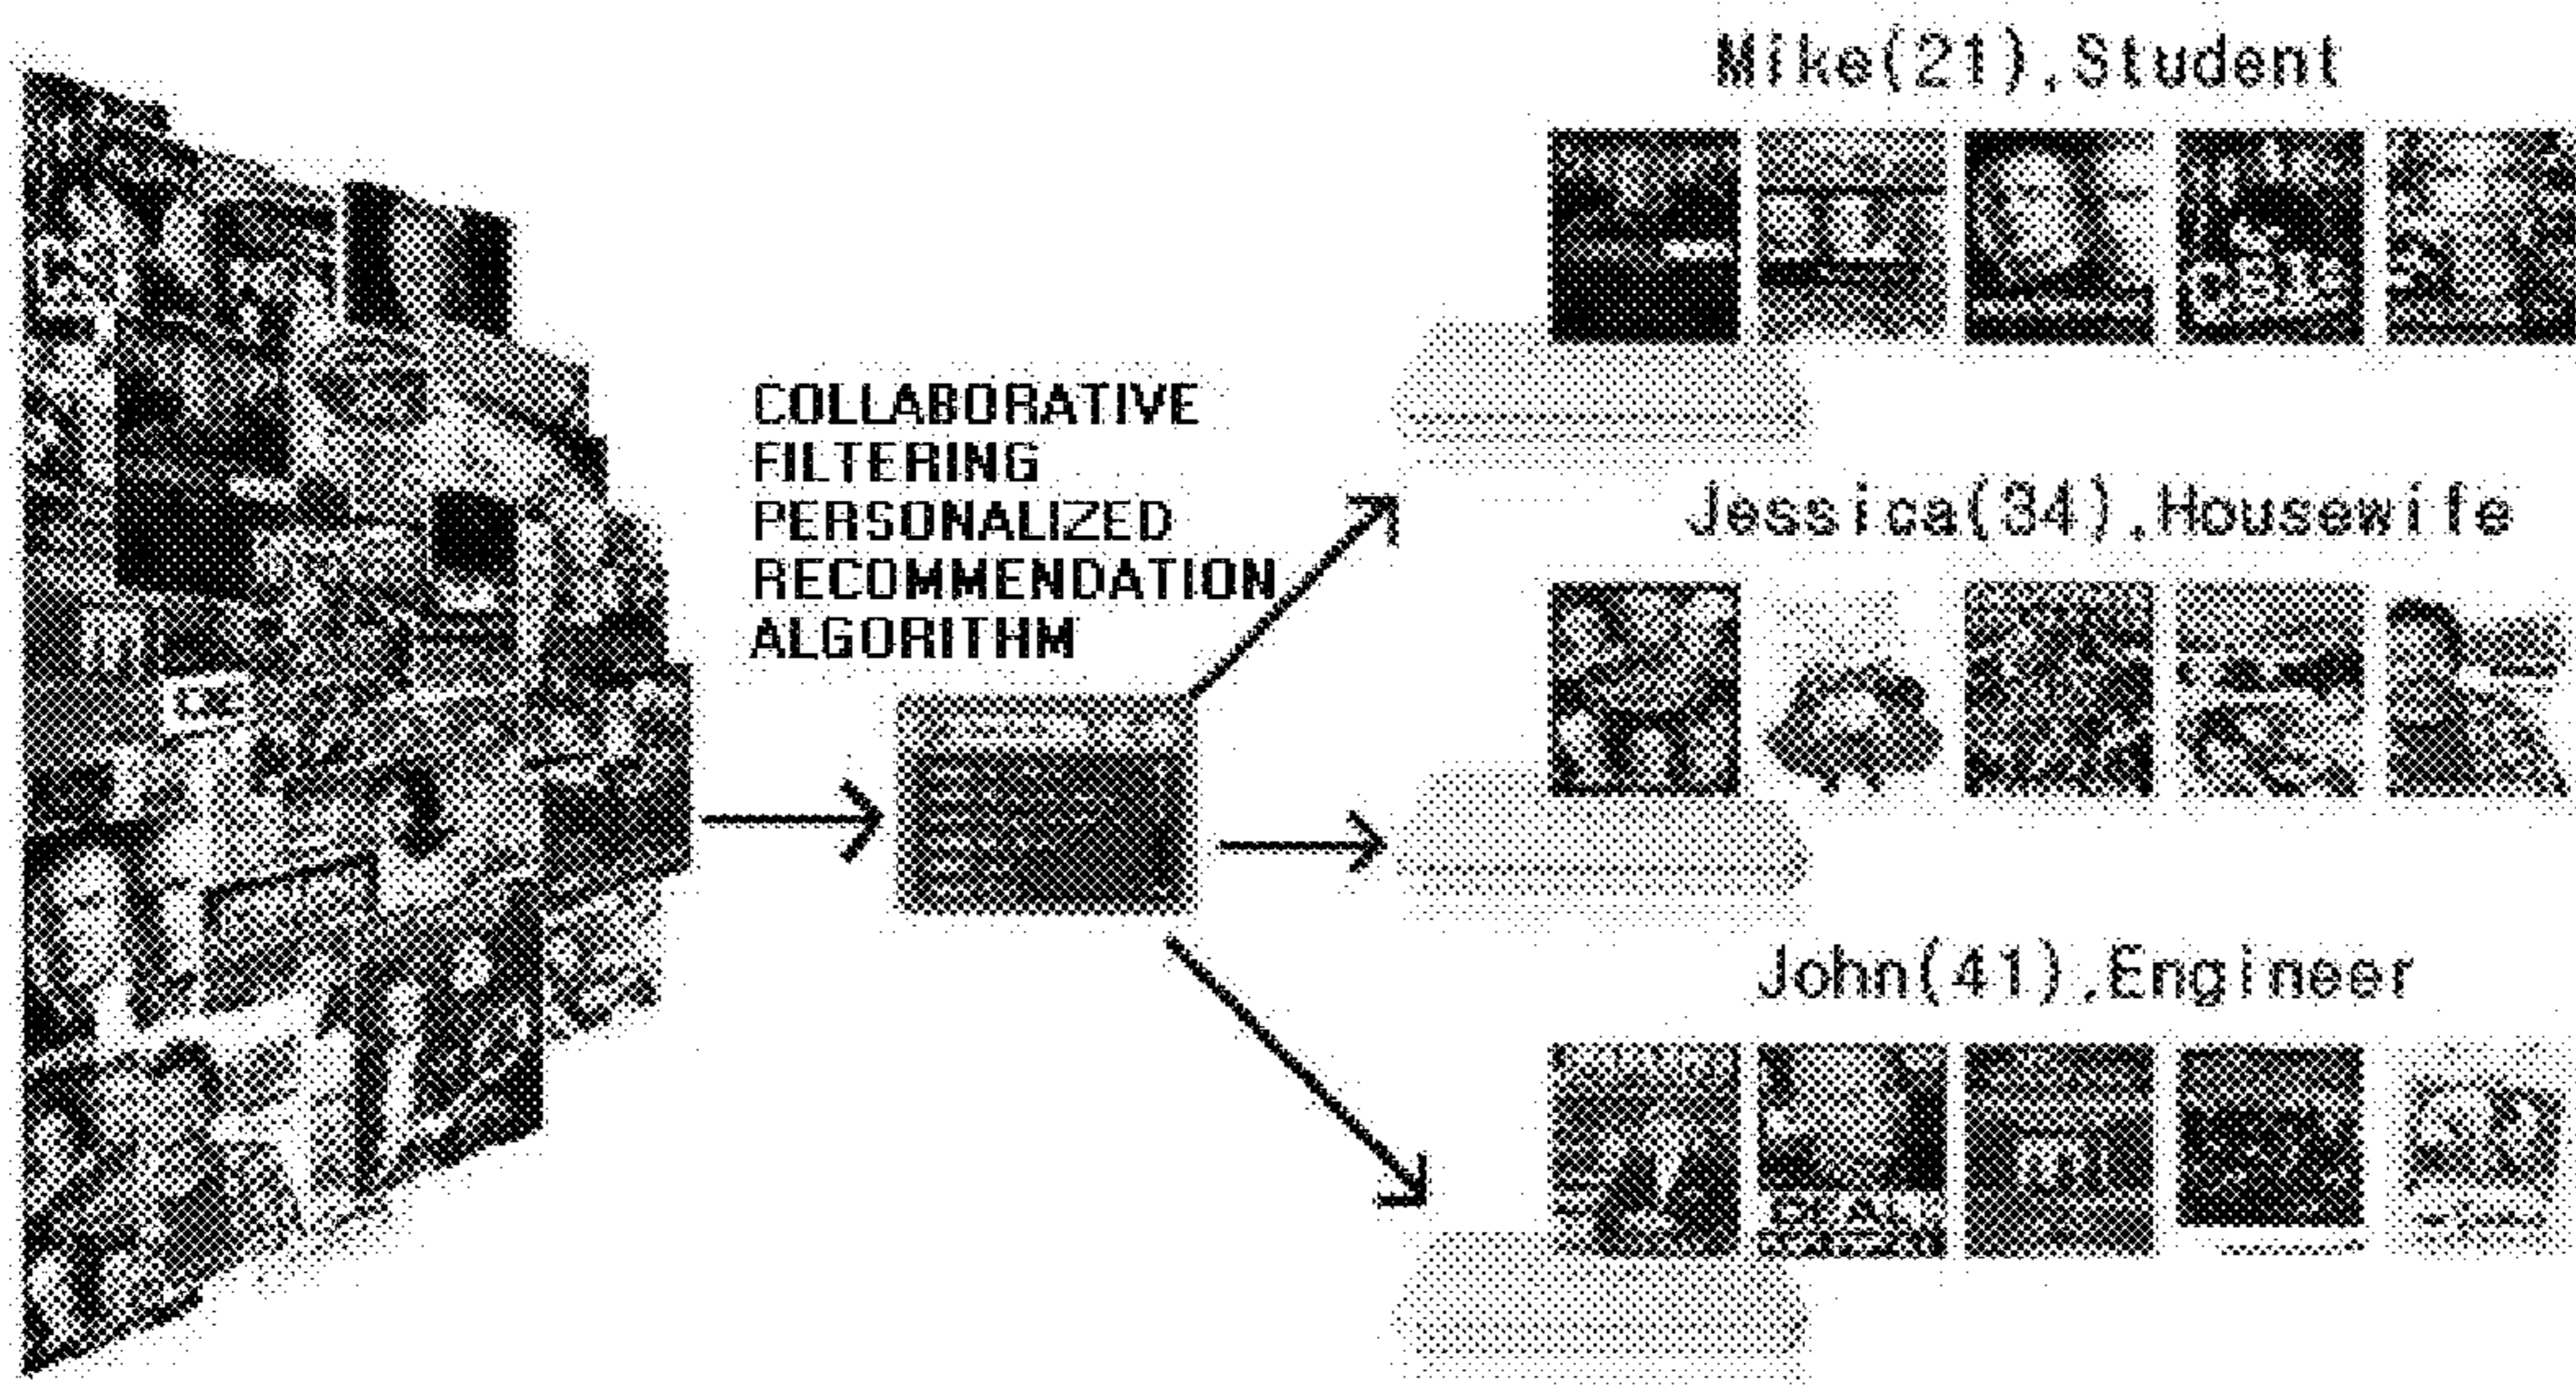 Mike(21),Student
COLLABORATIVE
FILTERING
PERSONALIZED
RECOMMENDATION
ALGORITHM
Jessica(34),Housewife
John(41),Engineer